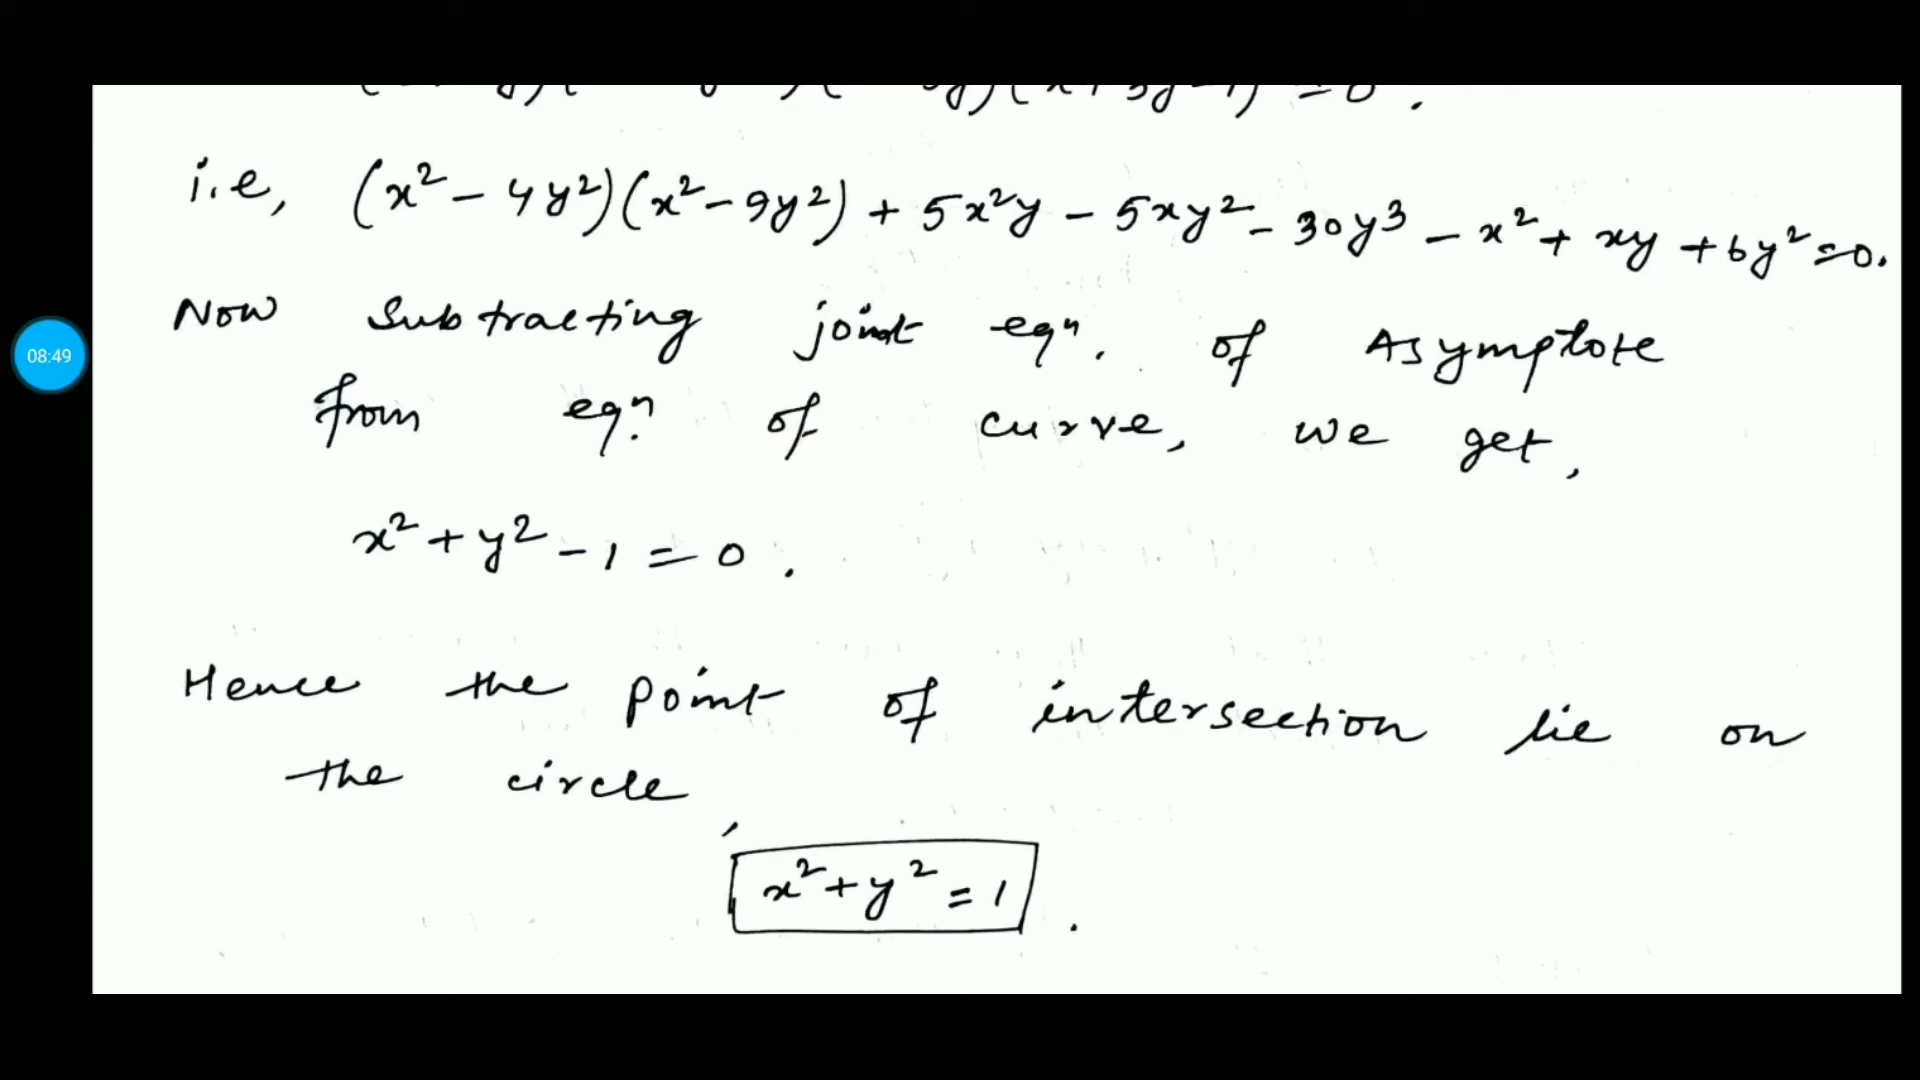 i.e, (x² - 4y²)(x² - 9y²) + 5x²y - 5xy² - 30y³ - x² + xy + 6y² = 0.
Now Subtracting joint eqⁿ. of Asymptote
from eqⁿ. of curve, we get,
08:49
x² + y² - 1 = 0.
Hence the point of intersection lie on
the circle
x² + y² = 1.